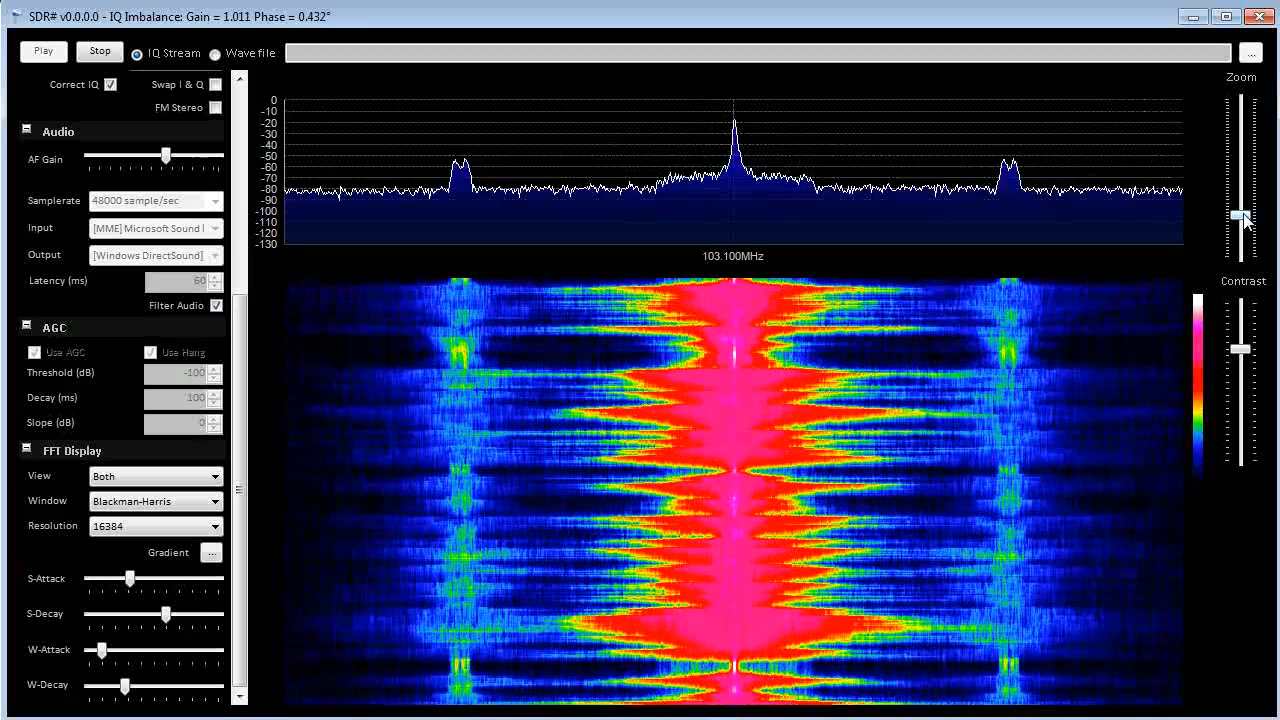 SDR# v0.0.0.0 - IQ Imbalance: Gain = 1.011 Phase = 0.432°
Play
Stop
IQ Stream
Wave file
...
Zoom
Correct IQ
Swap I & Q
FM Stereo
Audio
AF Gain
Samplerate
48000 sample/sec
Input
[MME] Microsoft Sound
Output
[Windows DirectSound]
Latency (ms)
60
Filter Audio
AGC
Use AGC
Use Hang
Threshold (dB)
-100
Decay (ms)
100
Slope (dB)
0
FFT Display
View
Both
Window
Blackman-Harris
Resolution
16384
Gradient
...
S-Attack
S-Decay
W-Attack
W-Decay
0
-10
-20
-30
-40
-50
-60
-70
-80
-90
-100
-110
-120
-130
103.100MHz
Contrast